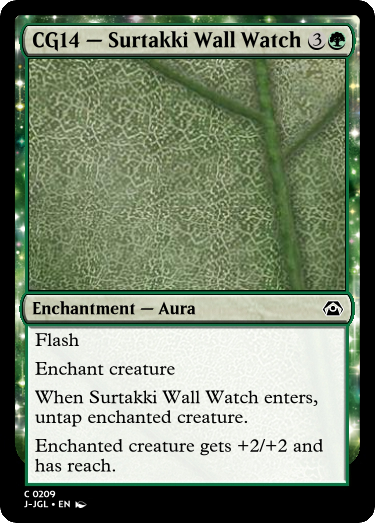 CG14 — Surtakki Wall Watch 3
Enchantment — Aura
Flash
Enchant creature
When Surtakki Wall Watch enters,
untap enchanted creature.
Enchanted creature gets +2/+2 and
has reach.
C 0209
J-JGL • EN